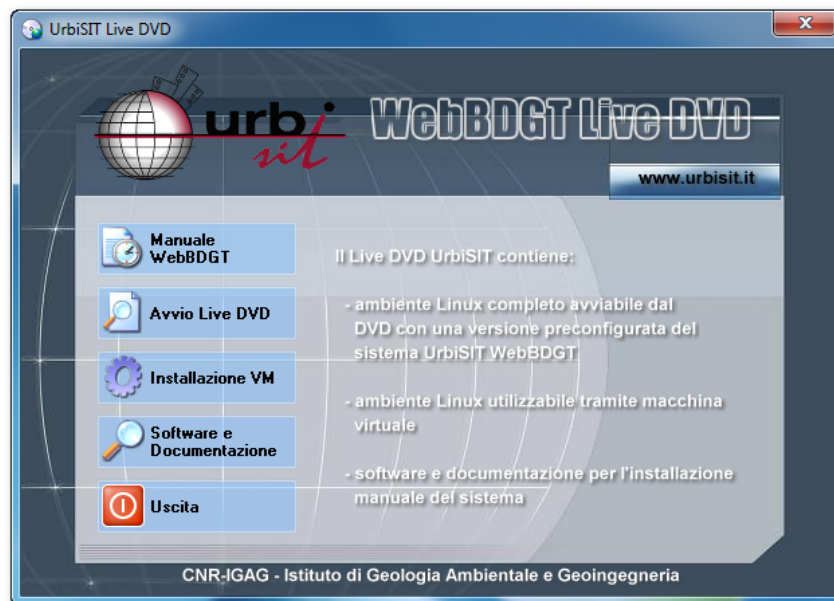 UrbiSIT Live DVD
urbi
sit
WebBDGT Live DVD
www.urbisit.it
Manuale
WebBDGT
Avvio Live DVD
Installazione VM
Software e
Documentazione
Uscita
Il Live DVD UrbiSIT contiene:
- ambiente Linux completo avviabile dal
DVD con una versione preconfigurata del
sistema UrbiSIT WebBDGT
- ambiente Linux utilizzabile tramite macchina
virtuale
- software e documentazione per l'installazione
manuale del sistema
CNR-IGAG - Istituto di Geologia Ambientale e Geoingegneria